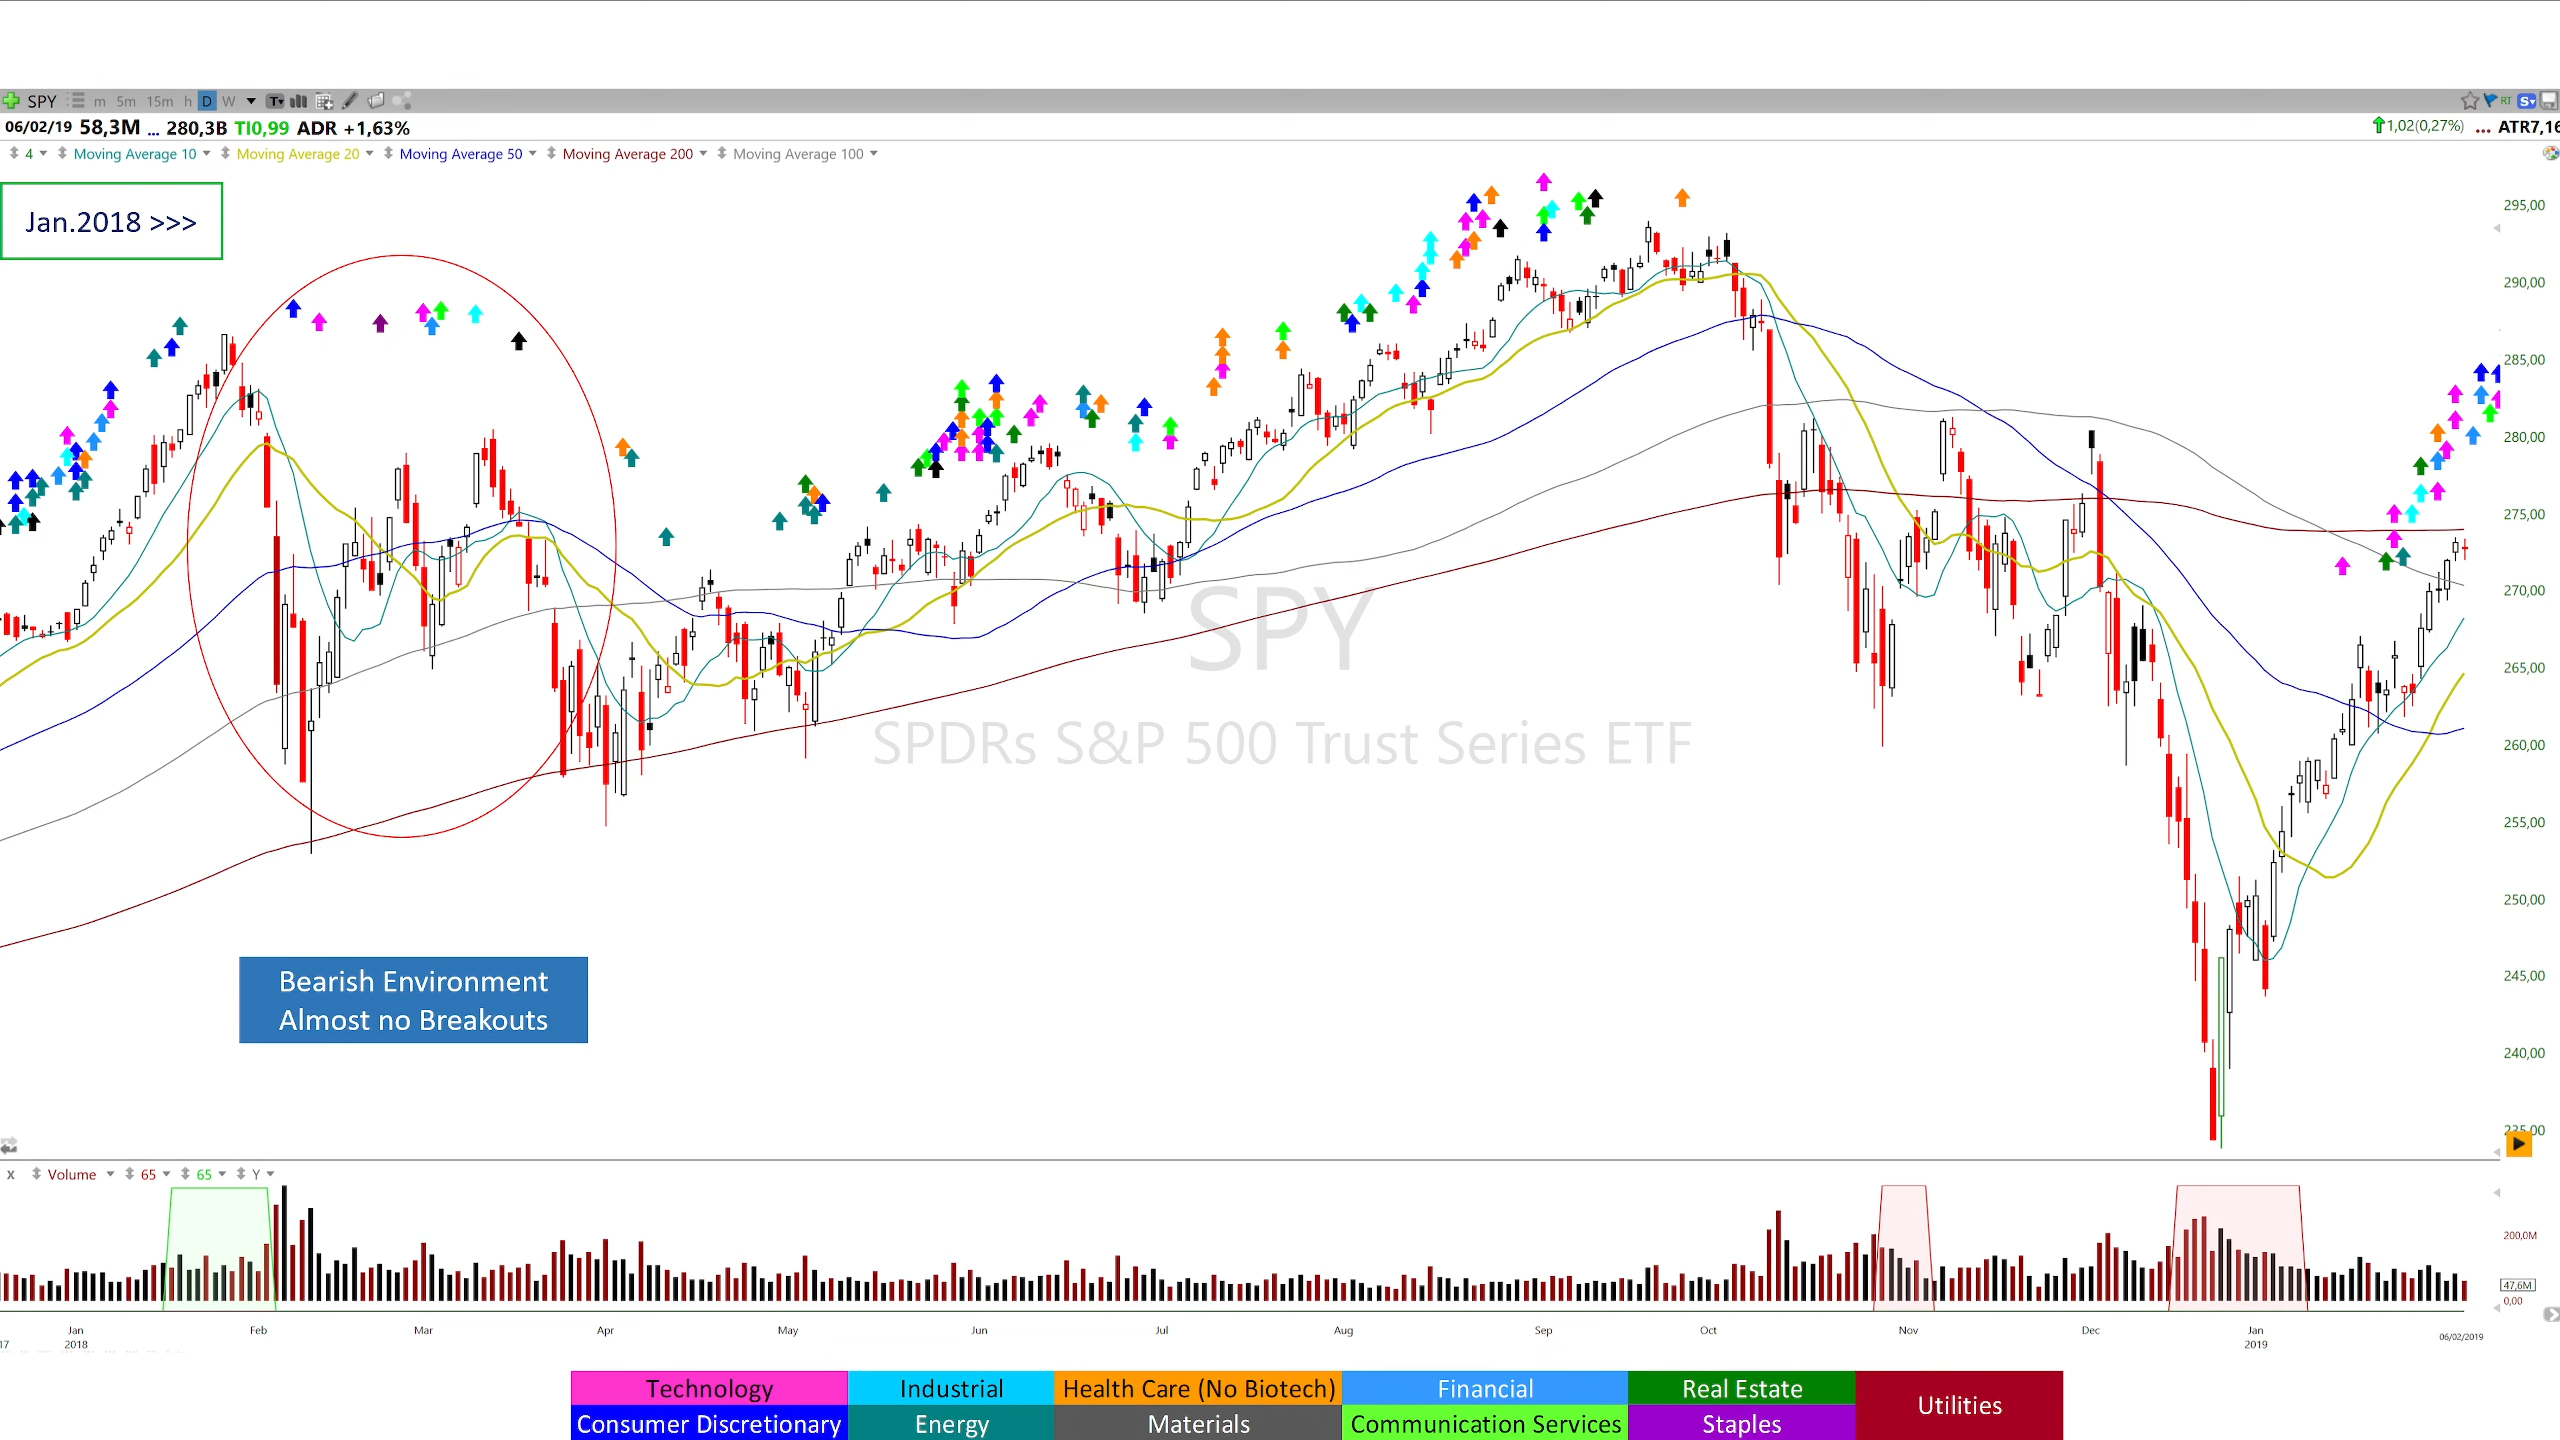 SPY m 5m 15m h D W T RT S
06/02/19 58,3M ... 280,3B TI0,99 ADR +1,63% 1,02(0,27%) ... ATR7,16
4 Moving Average 10 Moving Average 20 Moving Average 50 Moving Average 200 Moving Average 100
Jan.2018 >>>
295,00
290,00
285,00
280,00
275,00
270,00
265,00
260,00
255,00
250,00
245,00
240,00
235,00
SPY
SPDRs S&P 500 Trust Series ETF
Bearish Environment
Almost no Breakouts
x Volume 65 65 Y
200,0M
47,6M
0,00
Jan Feb Mar Apr May Jun Jul Aug Sep Oct Nov Dec Jan 06/02/2019
17 2018 2019
Technology Industrial Health Care (No Biotech) Financial Real Estate Utilities
Consumer Discretionary Energy Materials Communication Services Staples